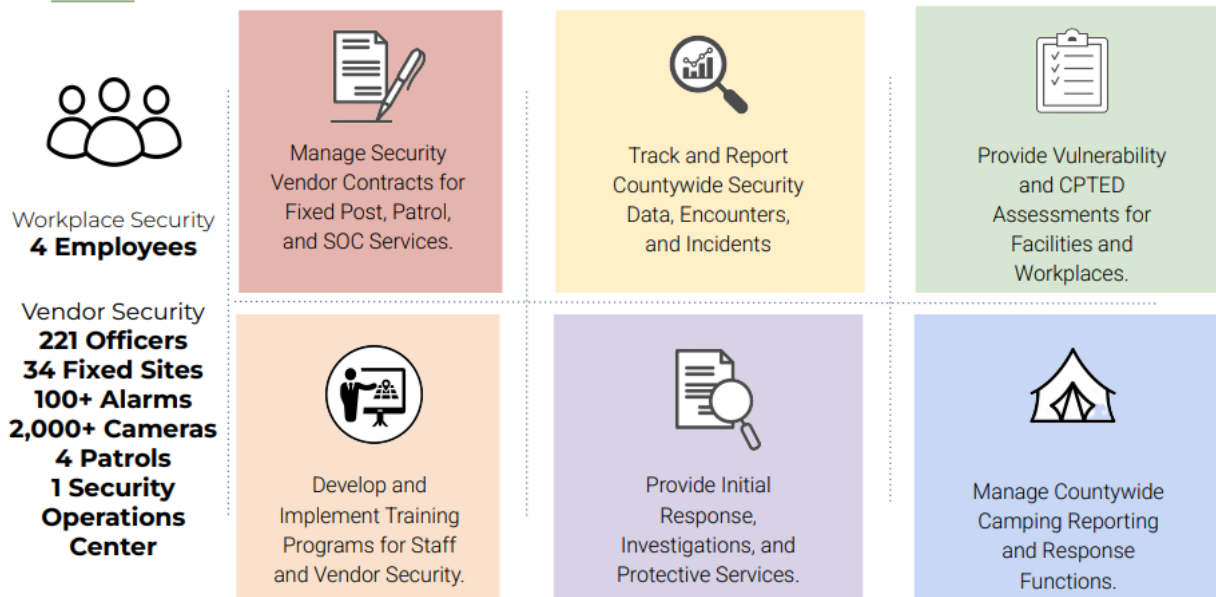 Workplace Security
4 Employees
Vendor Security
221 Officers
34 Fixed Sites
100+ Alarms
2,000+ Cameras
4 Patrols
1 Security
Operations
Center
Manage Security
Vendor Contracts for
Fixed Post, Patrol,
and SOC Services.
Track and Report
Countywide Security
Data, Encounters,
and Incidents
Provide Vulnerability
and CPTED
Assessments for
Facilities and
Workplaces.
Develop and
Implement Training
Programs for Staff
and Vendor Security.
Provide Initial
Response,
Investigations, and
Protective Services.
Manage Countywide
Camping Reporting
and Response
Functions.